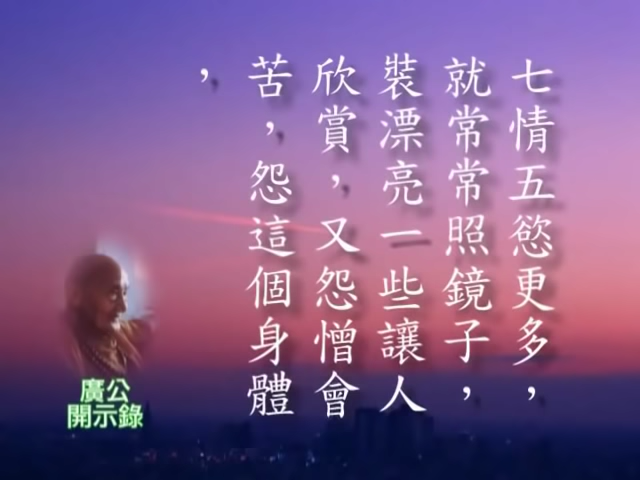 七情五慾更多，
就常常照鏡子，
裝漂亮一些讓人
欣賞，又怨憎會
苦，怨這個身體
，
廣公
開示錄